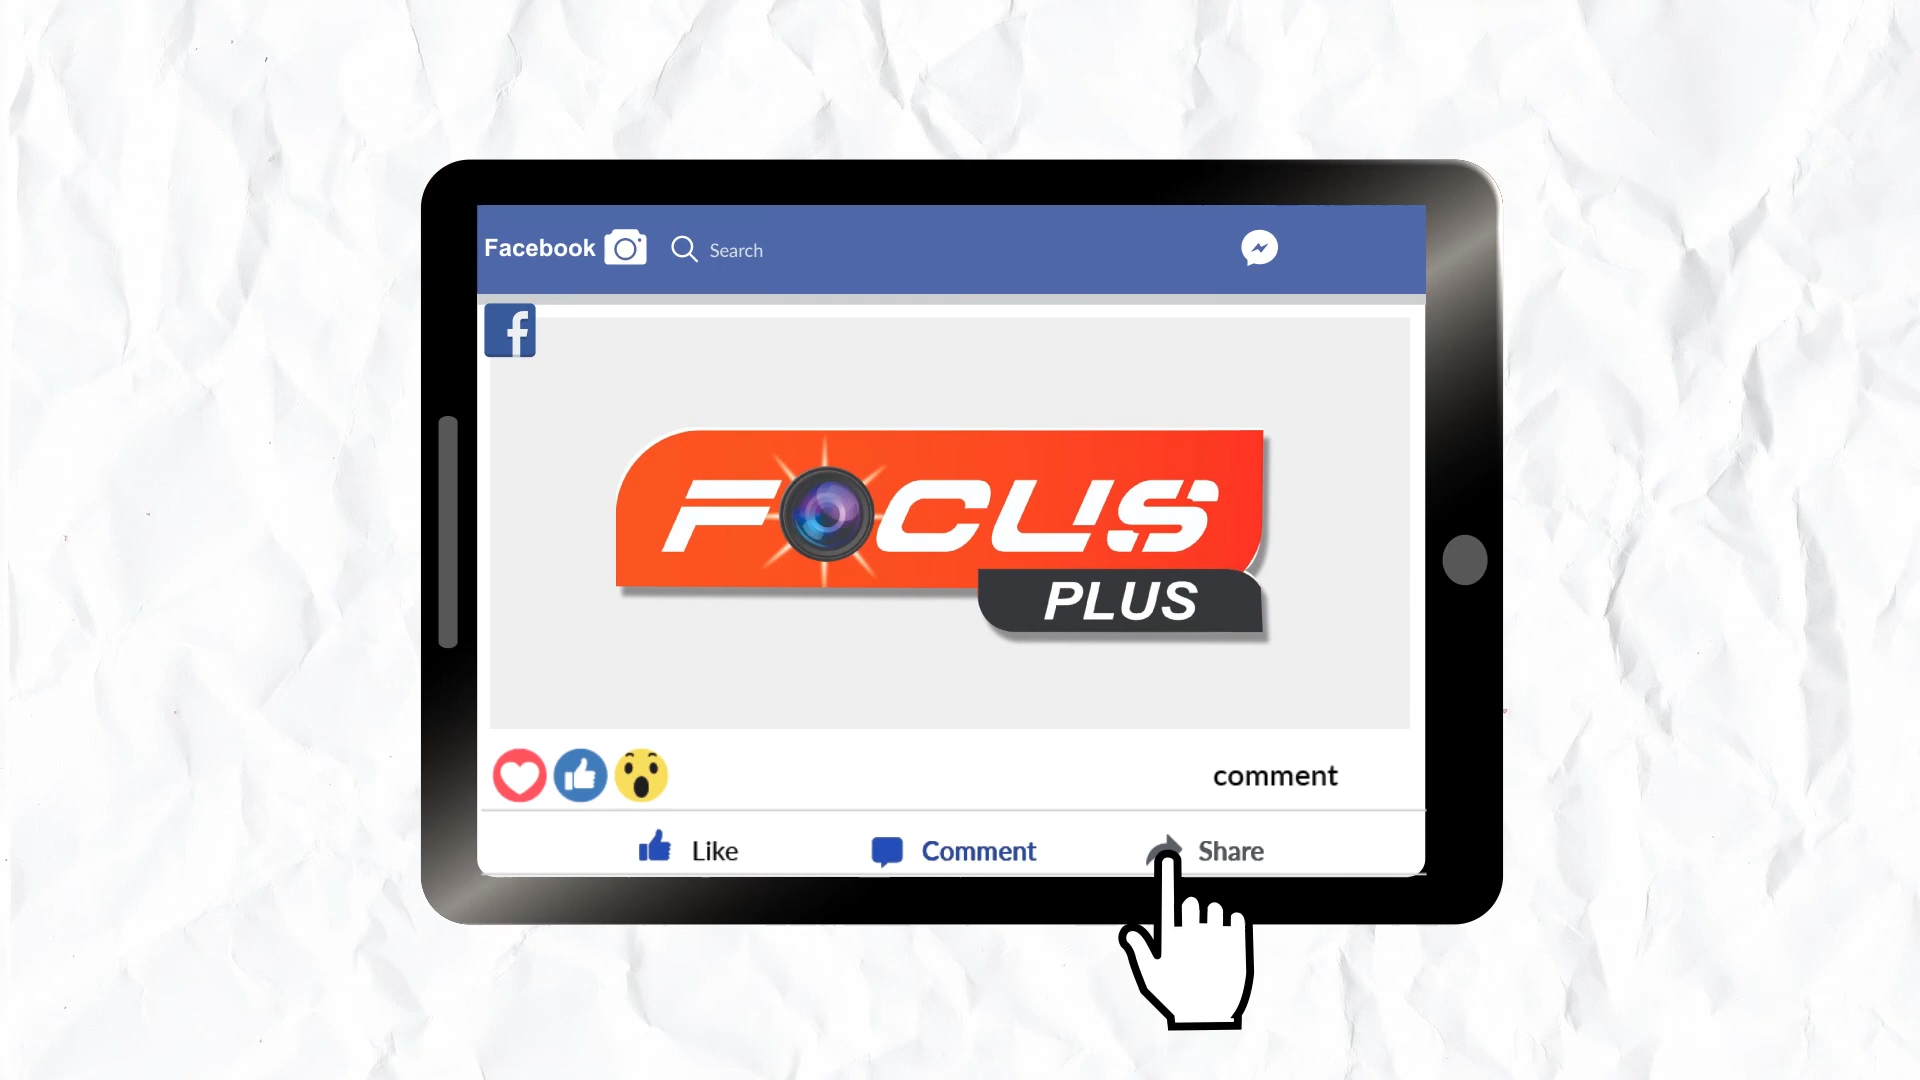 Facebook Search
FOCUS
PLUS
comment
Like Comment Share